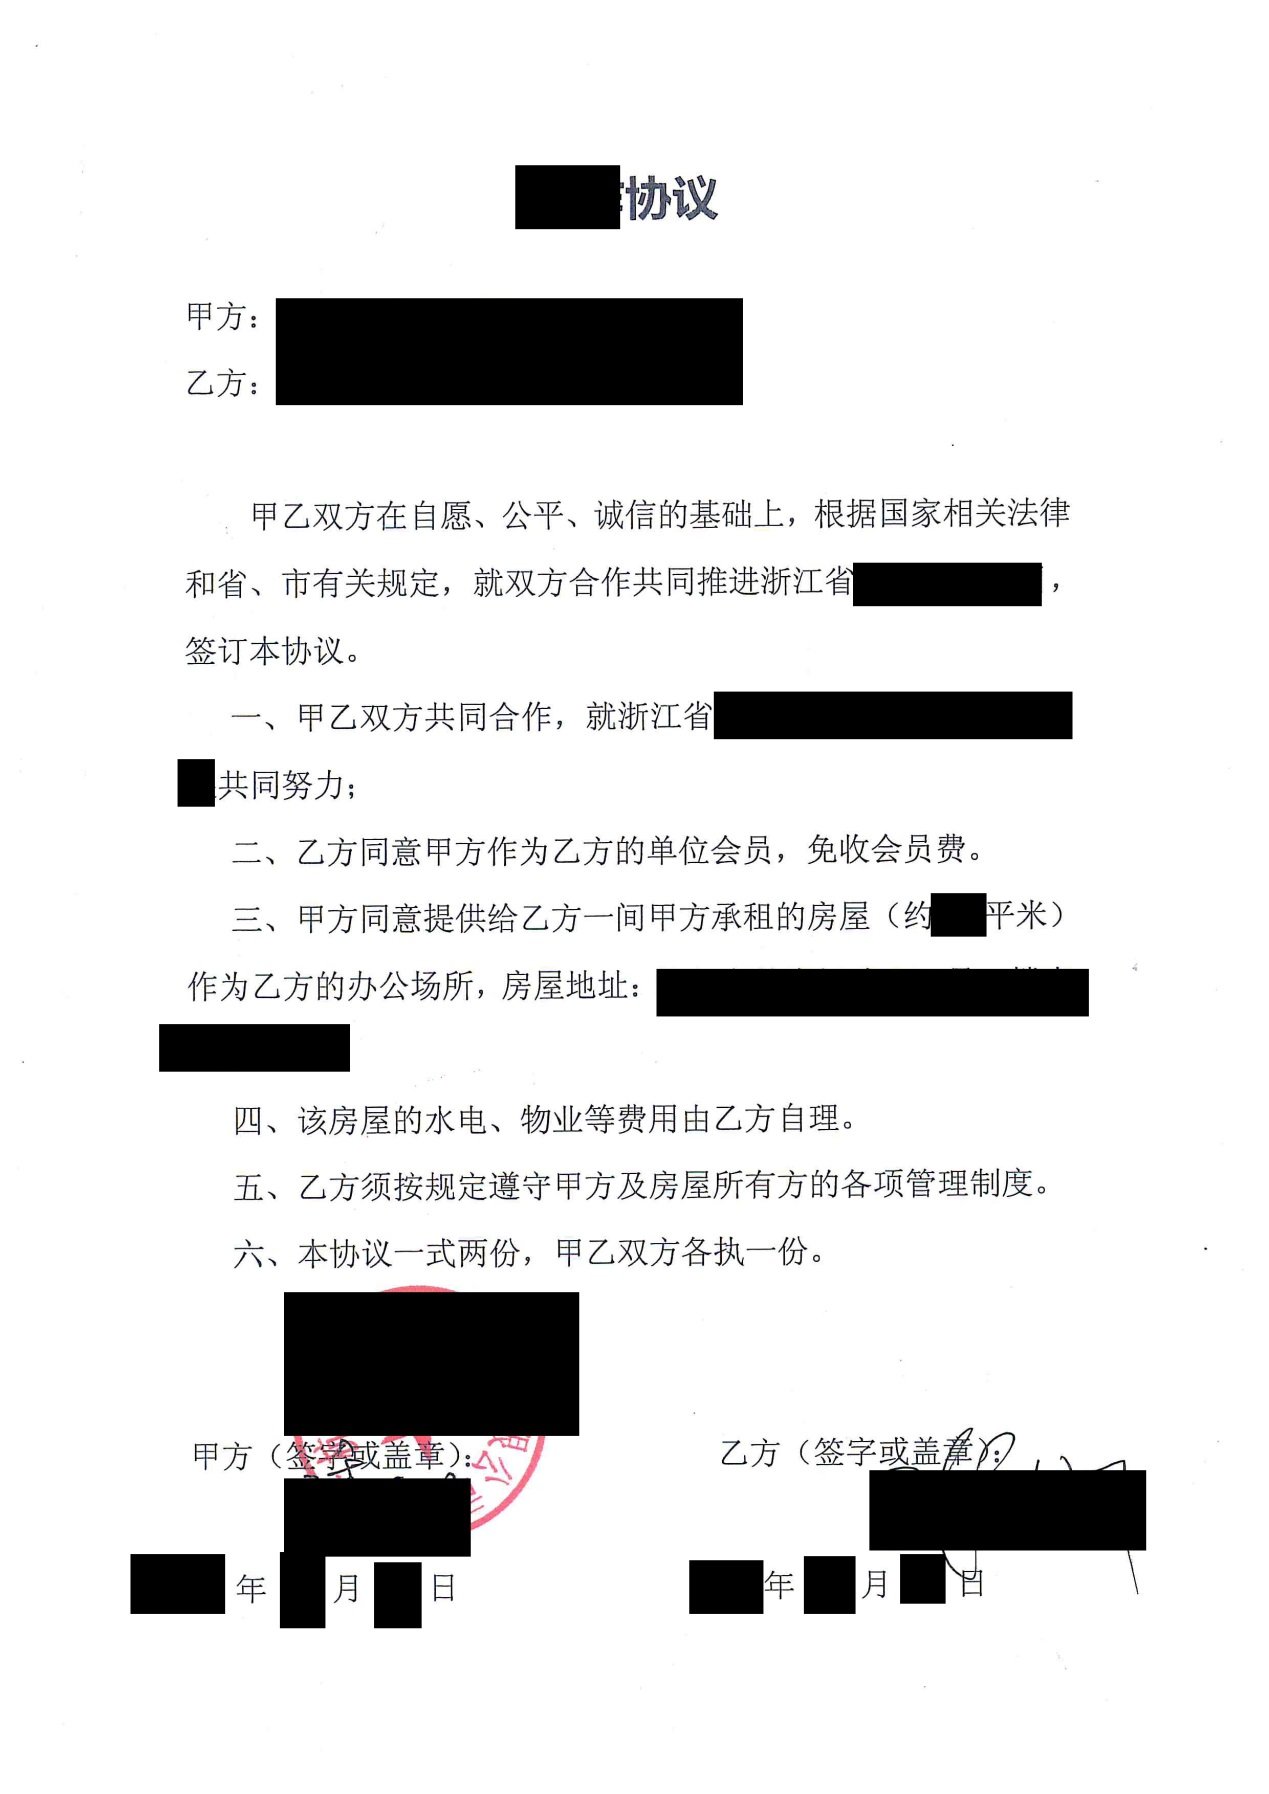 协议
甲方：
乙方：
甲乙双方在自愿、公平、诚信的基础上，根据国家相关法律
和省、市有关规定，就双方合作共同推进浙江省，
签订本协议。
一、甲乙双方共同合作，就浙江省
共同努力；
二、乙方同意甲方作为乙方的单位会员，免收会员费。
三、甲方同意提供给乙方一间甲方承租的房屋（约平米）
作为乙方的办公场所，房屋地址：
四、该房屋的水电、物业等费用由乙方自理。
五、乙方须按规定遵守甲方及房屋所有方的各项管理制度。
六、本协议一式两份，甲乙双方各执一份。
甲方（签字或盖章）： 乙方（签字或盖章）：
年 月 日 年 月 日